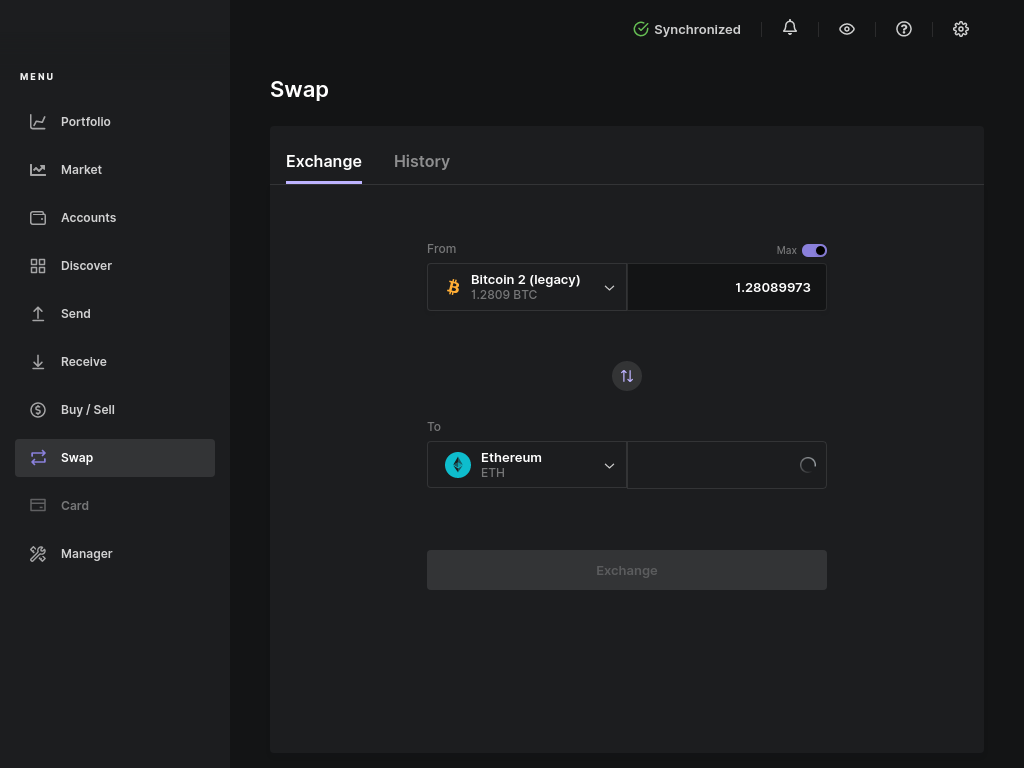 Synchronized
MENU
Swap
Portfolio
Market
Accounts
Discover
Send
Receive
Buy / Sell
Swap
Card
Manager
Exchange
History
From
Max
Bitcoin 2 (legacy)
1.2809 BTC
1.28089973
To
Ethereum
ETH
Exchange